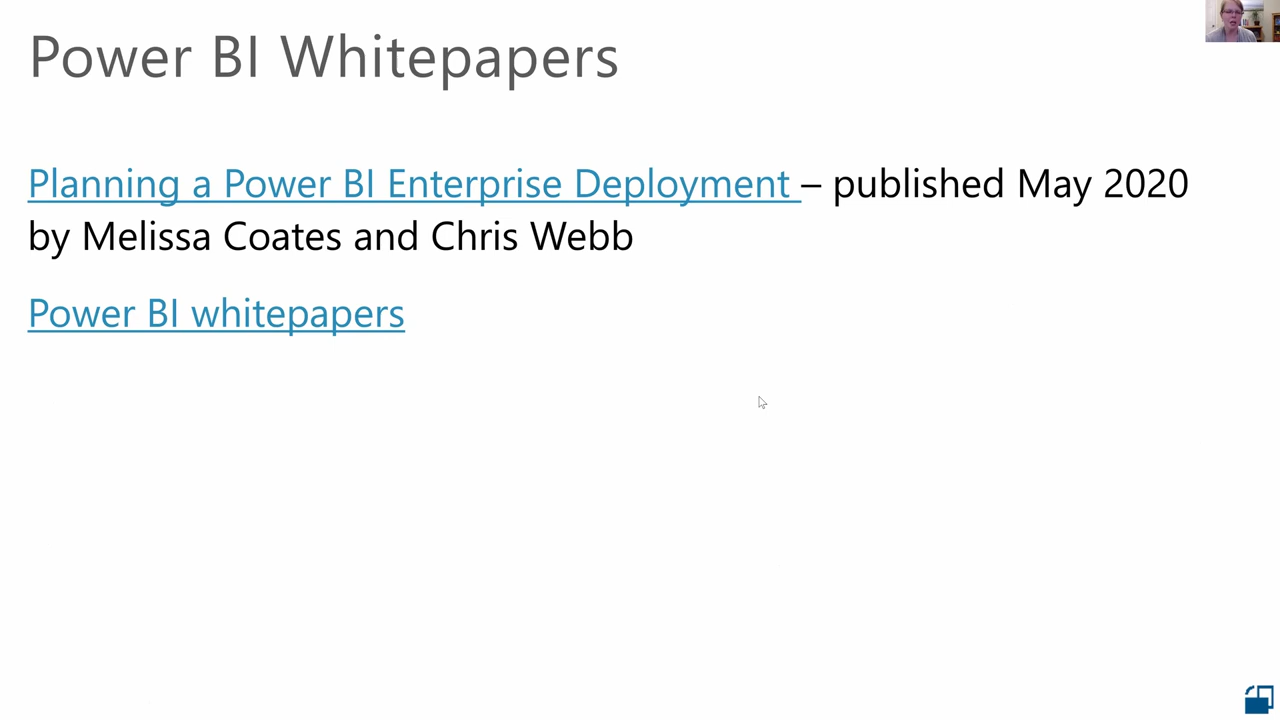 Power BI Whitepapers
Planning a Power BI Enterprise Deployment – published May 2020
by Melissa Coates and Chris Webb
Power BI whitepapers